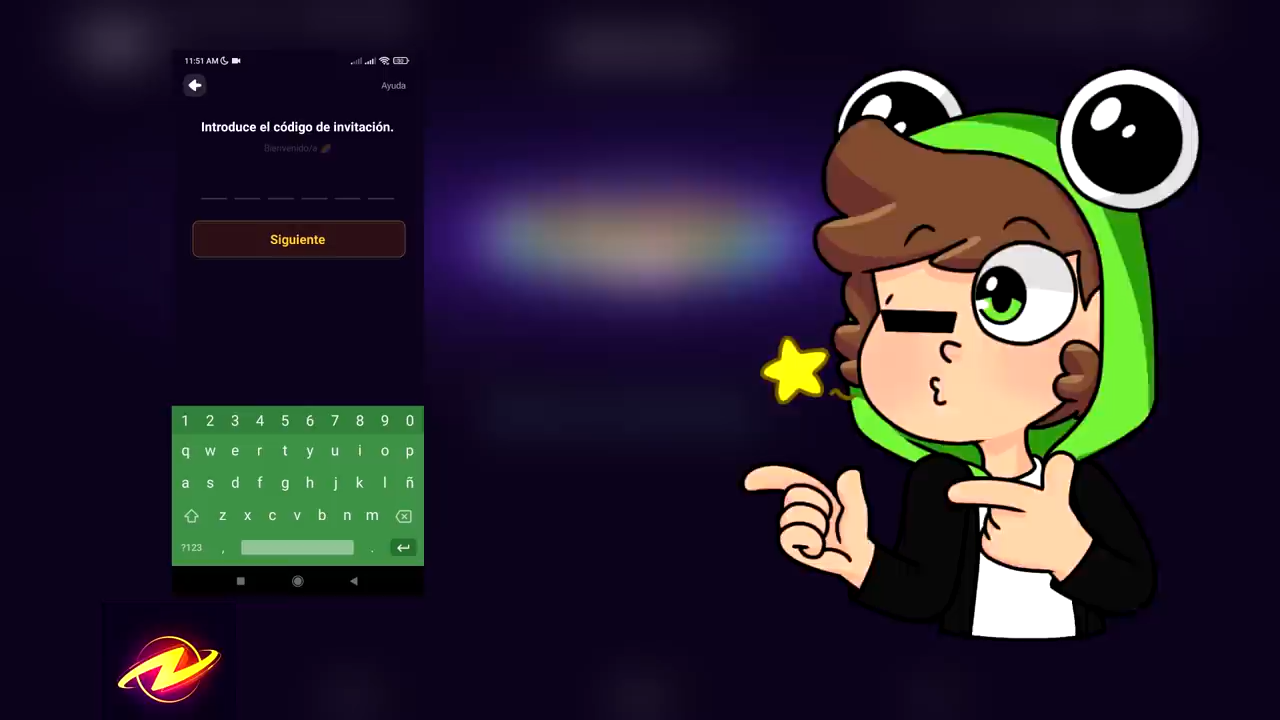 11:51 AM
Ayuda
Introduce el código de invitación.
Bienvenido/a
Siguiente
1 2 3 4 5 6 7 8 9 0
q w e r t y u i o p
a s d f g h j k l ñ
z x c v b n m
?123 , .